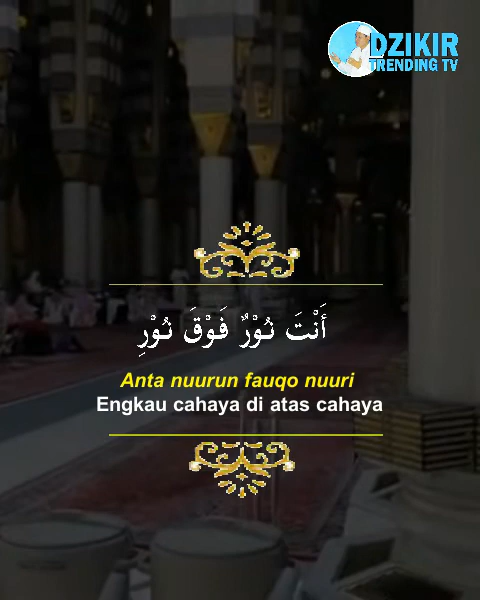 DZIKIR
TRENDING TV
أَنْتَ نُوْرٌ فَوْقَ نُوْرِ
Anta nuurun fauqo nuuri
Engkau cahaya di atas cahaya